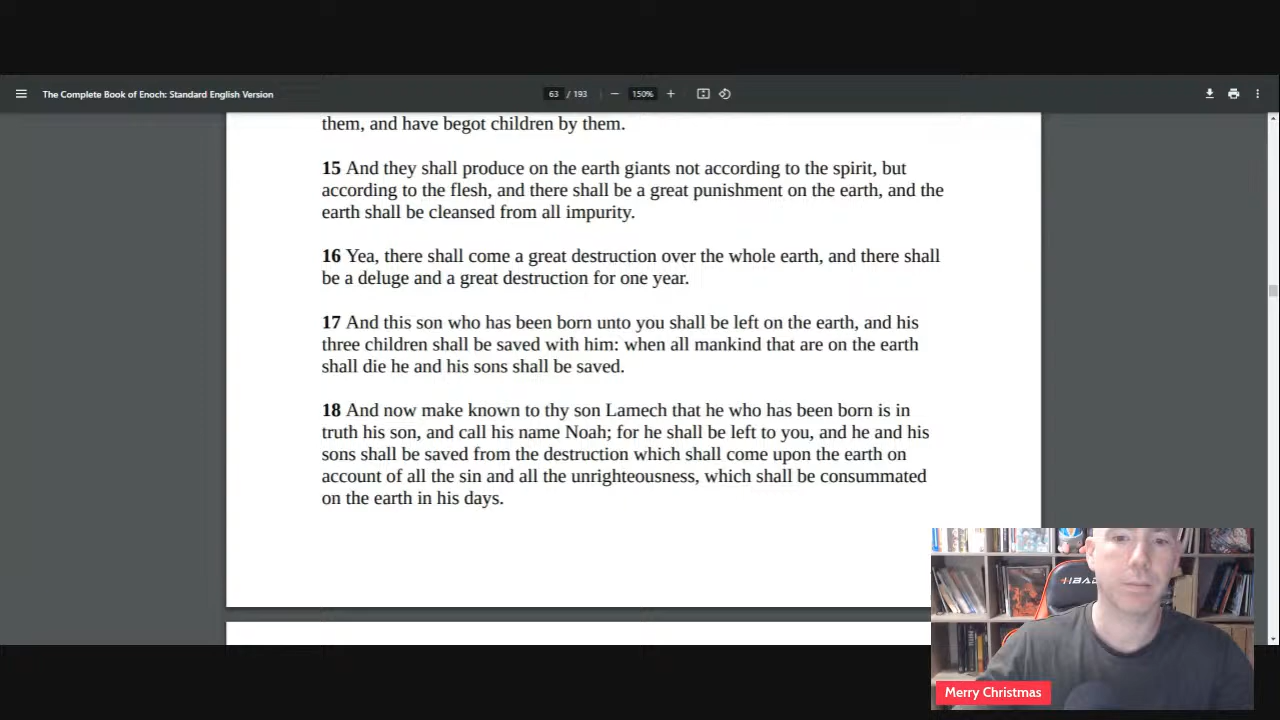 The Complete Book of Enoch: Standard English Version
63 / 193
150%
them, and have begot children by them.
15 And they shall produce on the earth giants not according to the spirit, but
according to the flesh, and there shall be a great punishment on the earth, and the
earth shall be cleansed from all impurity.
16 Yea, there shall come a great destruction over the whole earth, and there shall
be a deluge and a great destruction for one year.
17 And this son who has been born unto you shall be left on the earth, and his
three children shall be saved with him: when all mankind that are on the earth
shall die he and his sons shall be saved.
18 And now make known to thy son Lamech that he who has been born is in
truth his son, and call his name Noah; for he shall be left to you, and he and his
sons shall be saved from the destruction which shall come upon the earth on
account of all the sin and all the unrighteousness, which shall be consummated
on the earth in his days.
Merry Christmas